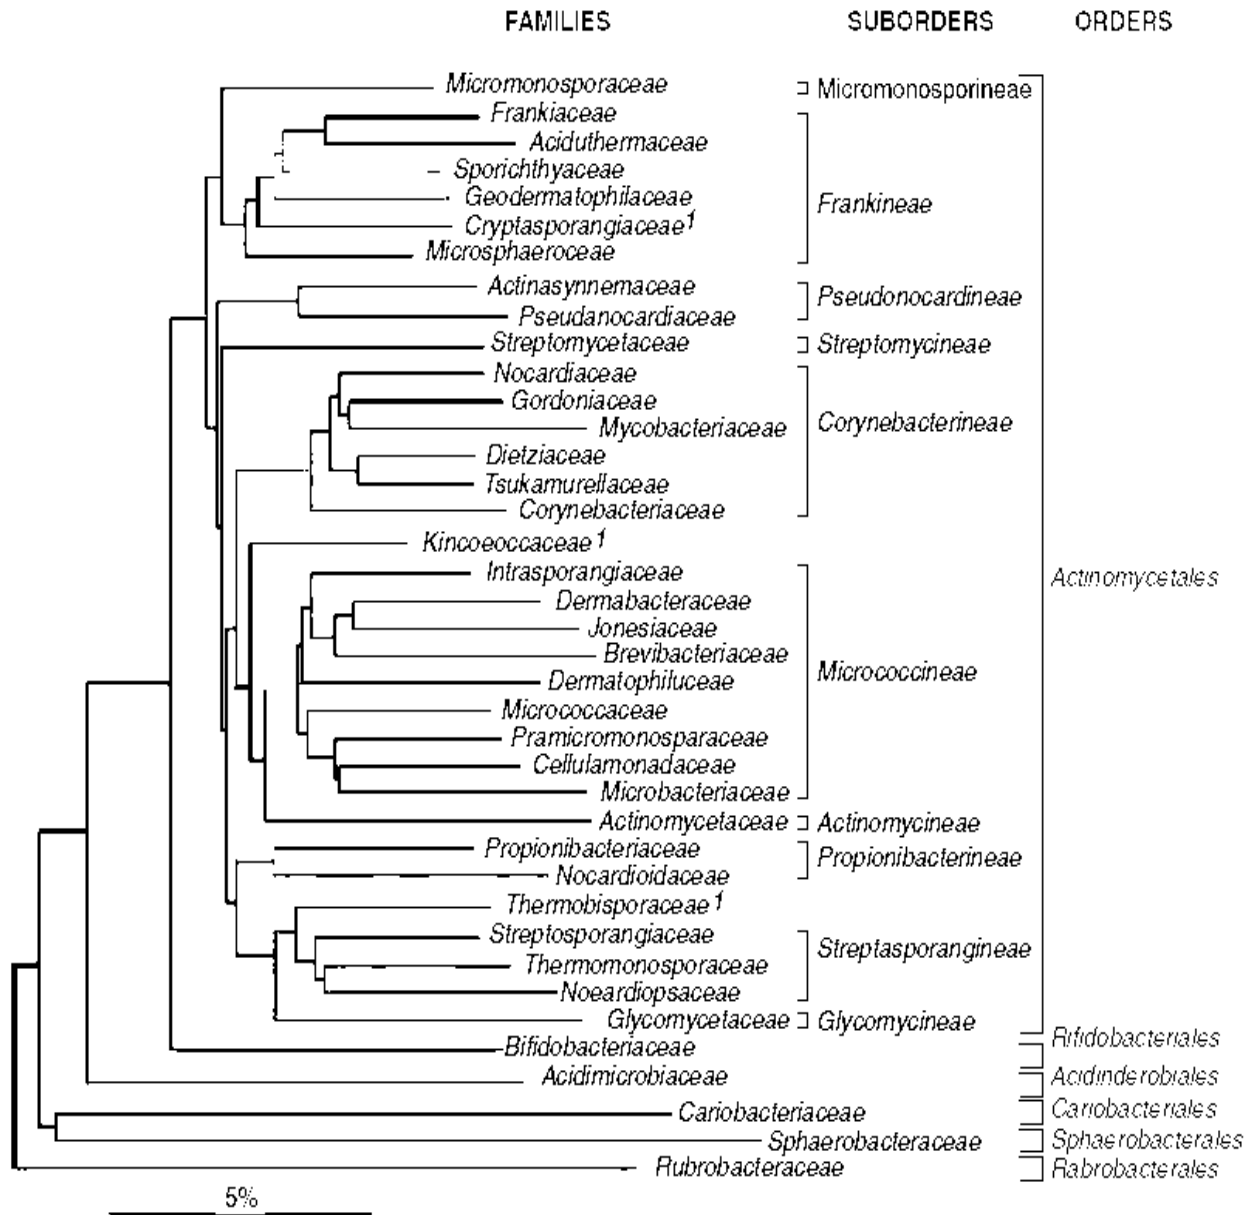 FAMILIES SUBORDERS ORDERS
Micromonosporaceae Micromonosporineae
Frankiaceae
Aciduthermaceae
Sporichthyaceae
Geodermatophilaceae Frankineae
Cryptasporangiaceae1
Microsphaeroceae
Actinasynnemaceae Pseudonocardineae
Pseudanocardiaceae
Streptomycetaceae Streptomycineae
Nocardiaceae
Gordoniaceae
Mycobacteriaceae Corynebacterineae
Dietziaceae
Tsukamurellaceae
Corynebacteriaceae
Kincoeoccaceae1
Intrasporangiaceae Actinomycetales
Dermabacteraceae
Jonesiaceae
Brevibacteriaceae Micrococcineae
Dermatophiluceae
Micrococcaceae
Pramicromonosparaceae
Cellulamonadaceae
Microbacteriaceae
Actinomycetaceae Actinomycineae
Propionibacteriaceae Propionibacterineae
Nocardioidaceae
Thermobisporaceae1
Streptosporangiaceae Streptasporangineae
Thermomonosporaceae
Noeardiopsaceae
Glycomycetaceae Glycomycineae
Bifidobacteriaceae Rifidobacteriales
Acidimicrobiaceae Acidinderobiales
Cariobacteriaceae Cariobacteriales
Sphaerobacteraceae Sphaerobacterales
Rubrobacteraceae Rabrobacterales
5%